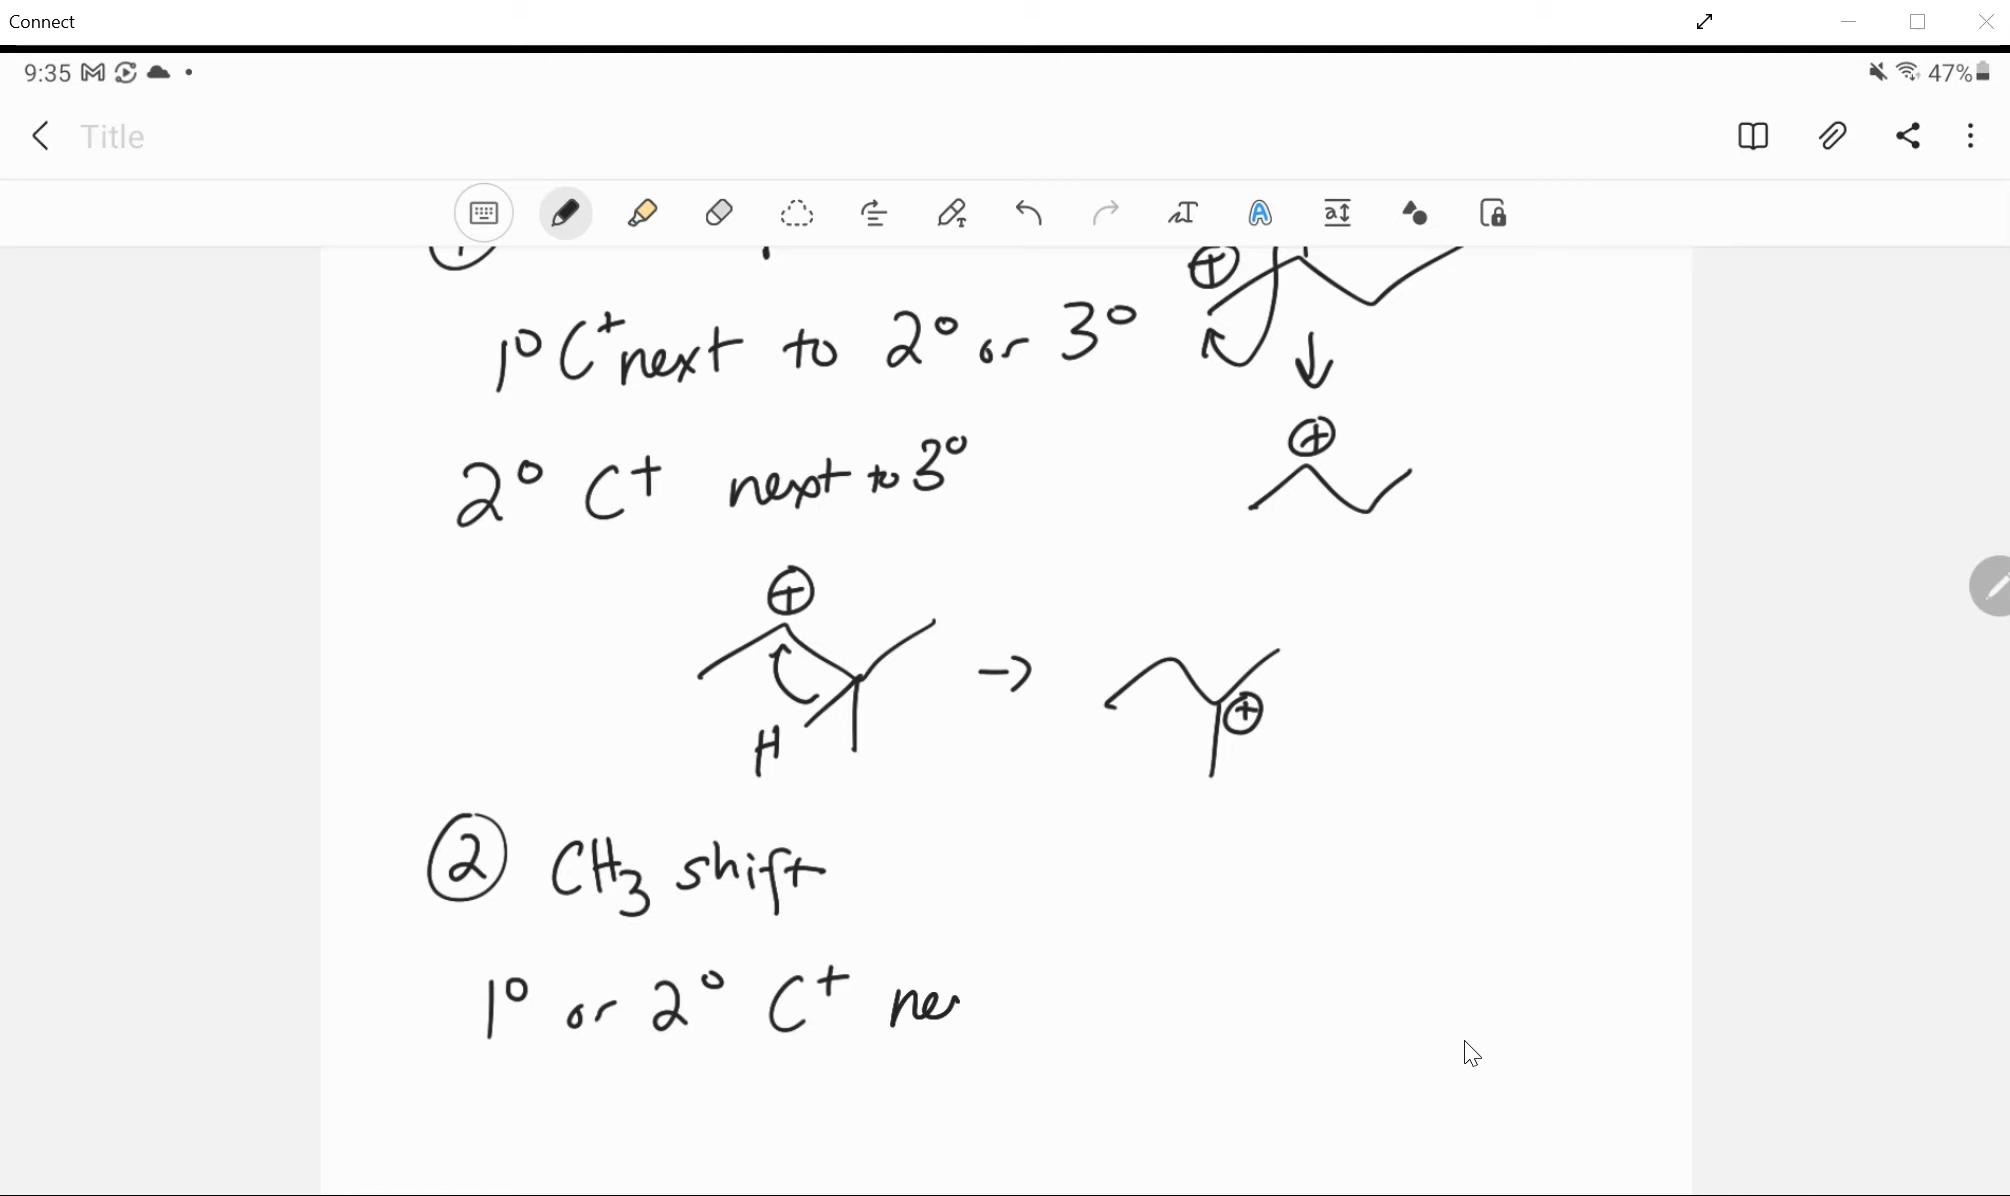 Connect
9:35 47%
Title
1° C⁺ next to 2° or 3°
2° C⁺ next to 3°
H
② CH₃ shift
1° or 2° C⁺ ne